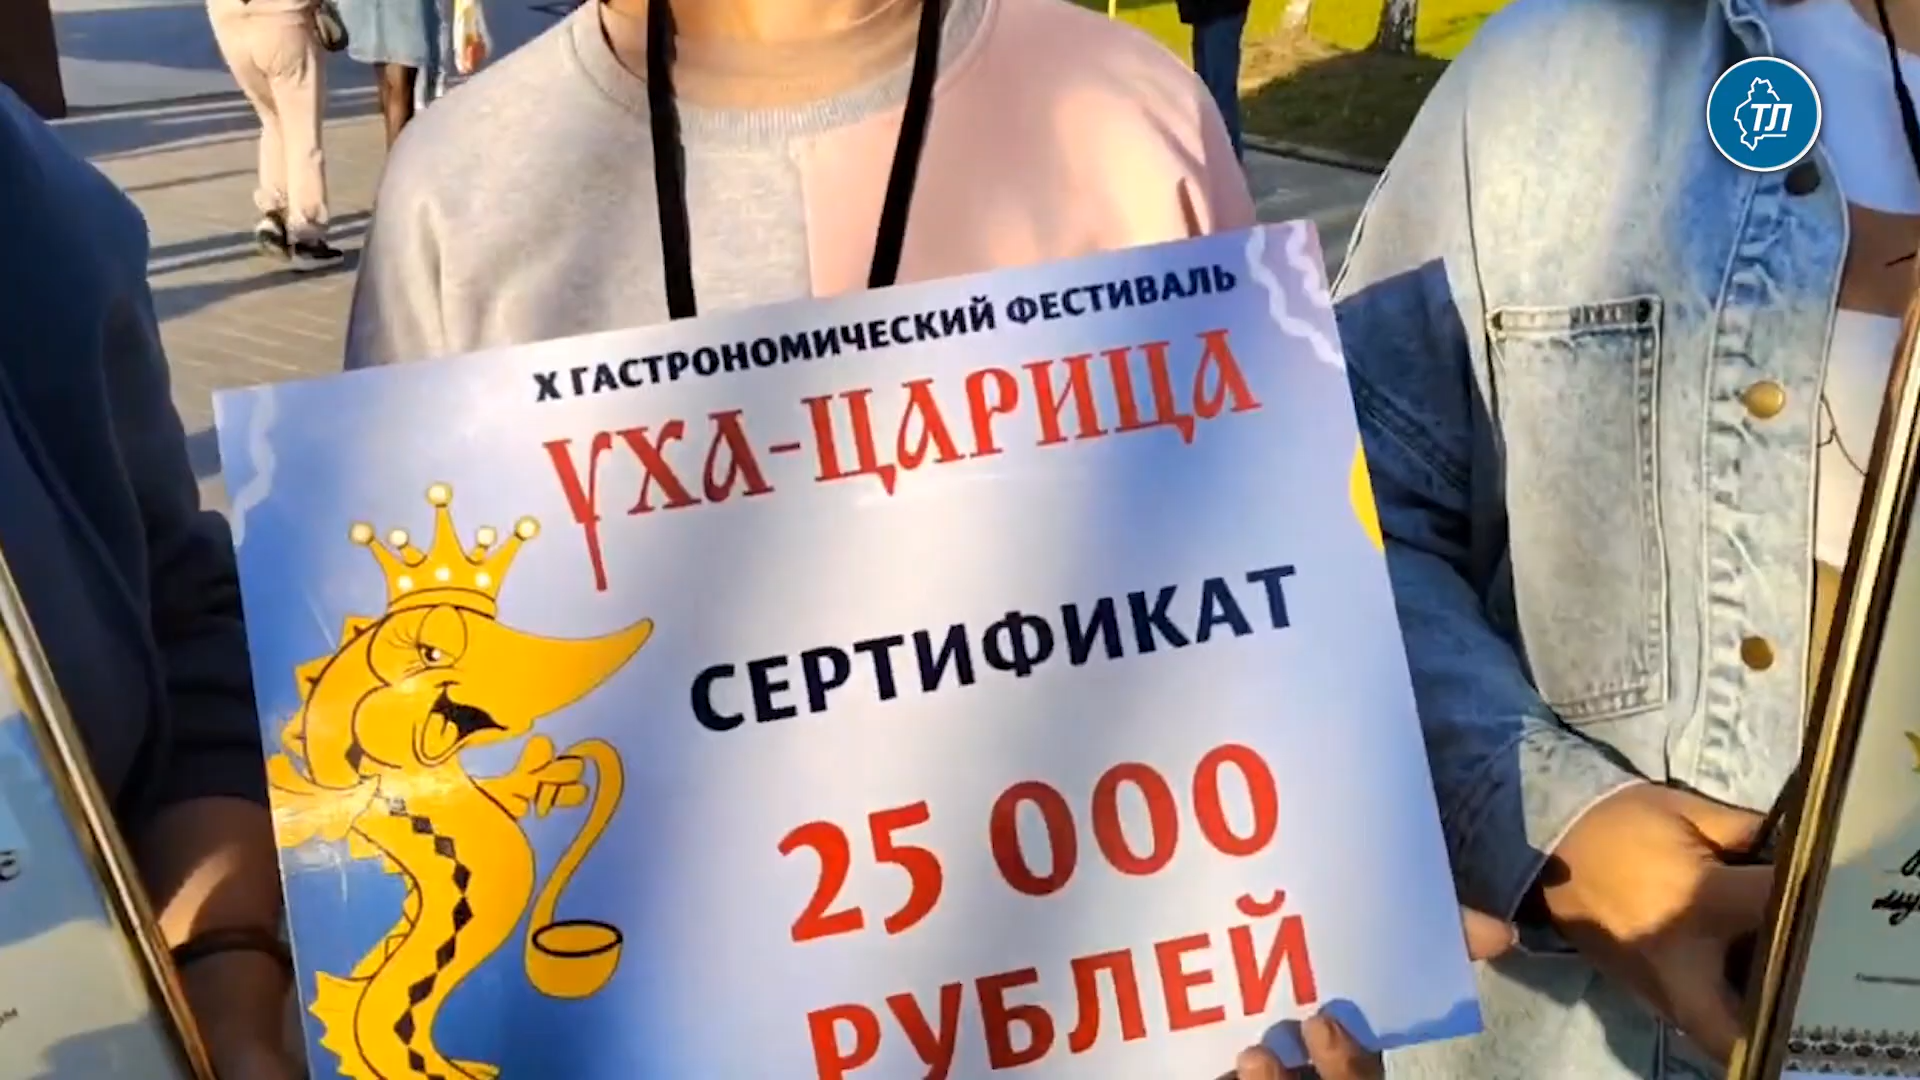 ТЛ
X ГАСТРОНОМИЧЕСКИЙ ФЕСТИВАЛЬ
УХА-ЦАРИЦА
СЕРТИФИКАТ
25 000
РУБЛЕЙ